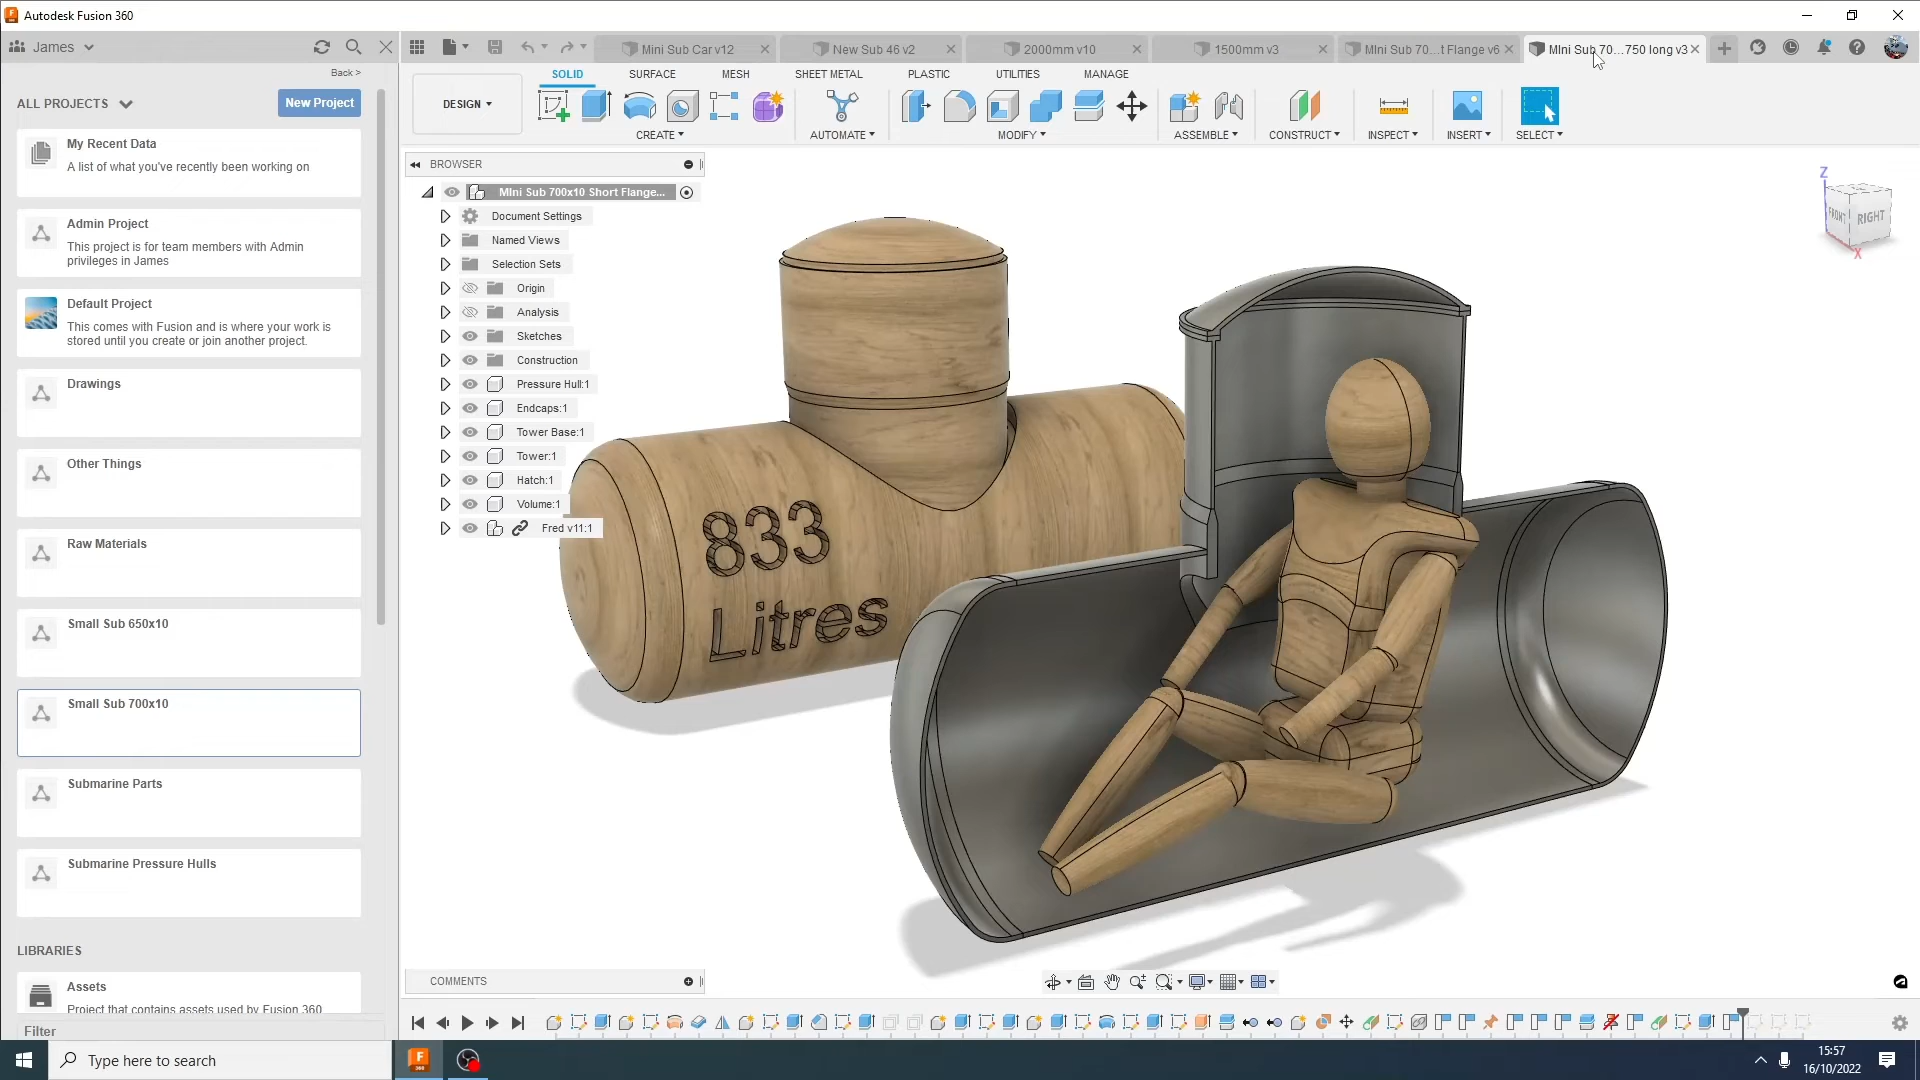 Autodesk Fusion 360
James
Mini Sub Car v12
New Sub 46 v2
2000mm v10
1500mm v3
MIni Sub 70...t Flange v6
MIni Sub 70...750 long v3
Back >
ALL PROJECTS
New Project
My Recent Data
A list of what you've recently been working on
Admin Project
This project is for team members with Admin
privileges in James
Default Project
This comes with Fusion and is where your work is
stored until you create or join another project.
Drawings
Other Things
Raw Materials
Small Sub 650x10
Small Sub 700x10
Submarine Parts
Submarine Pressure Hulls
LIBRARIES
Assets
Project that contains assets used by Fusion 360
Filter
DESIGN
SOLID
SURFACE
MESH
SHEET METAL
PLASTIC
UTILITIES
MANAGE
CREATE
AUTOMATE
MODIFY
ASSEMBLE
CONSTRUCT
INSPECT
INSERT
SELECT
BROWSER
MIni Sub 700x10 Short Flange...
Document Settings
Named Views
Selection Sets
Origin
Analysis
Sketches
Construction
Pressure Hull:1
Endcaps:1
Tower Base:1
Tower:1
Hatch:1
Volume:1
Fred v11:1
833
Litres
Z
FRONT
RIGHT
X
COMMENTS
Type here to search
F
360
15:57
16/10/2022